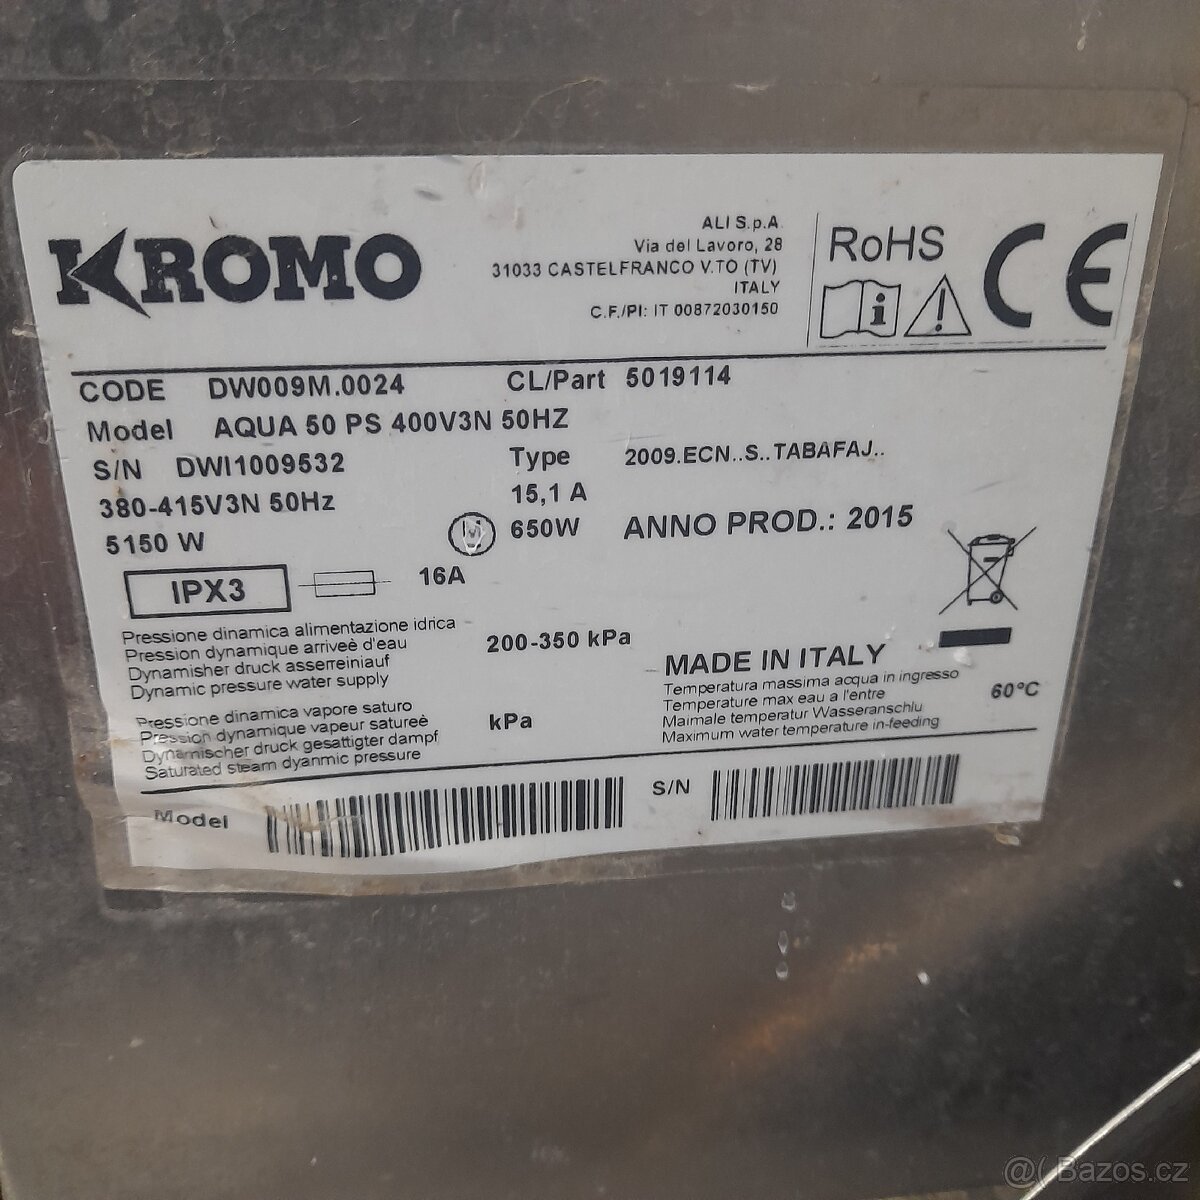 KROMO
ALI S.p.A.
Via del Lavoro, 28
31033 CASTELFRANCO V.TO (TV)
ITALY
C.F./PI: IT 00872030150
RoHS
CE
CODE DW009M.0024 CL/Part 5019114
Model AQUA 50 PS 400V3N 50HZ
S/N DWI1009532 Type 2009.ECN..S..TABAFAJ..
380-415V3N 50Hz 15,1 A
5150 W M 650W ANNO PROD.: 2015
IPX3 16A
Pressione dinamica alimentazione idrica
Pression dynamique arriveè d'eau
Dynamisher druck asserreiniauf
Dynamic pressure water supply
200-350 kPa
MADE IN ITALY
Temperatura massima acqua in ingresso
Temperature max eau a l'entre
Maimale temperatur Wasseranschlu
Maximum water temperature in-feeding
60°C
Pressione dinamica vapore saturo
Pression dynamique vapeur satureè
Dynamischer druck gesattigter dampf
Saturated steam dyanmic pressure
kPa
Model S/N
Bazos.cz